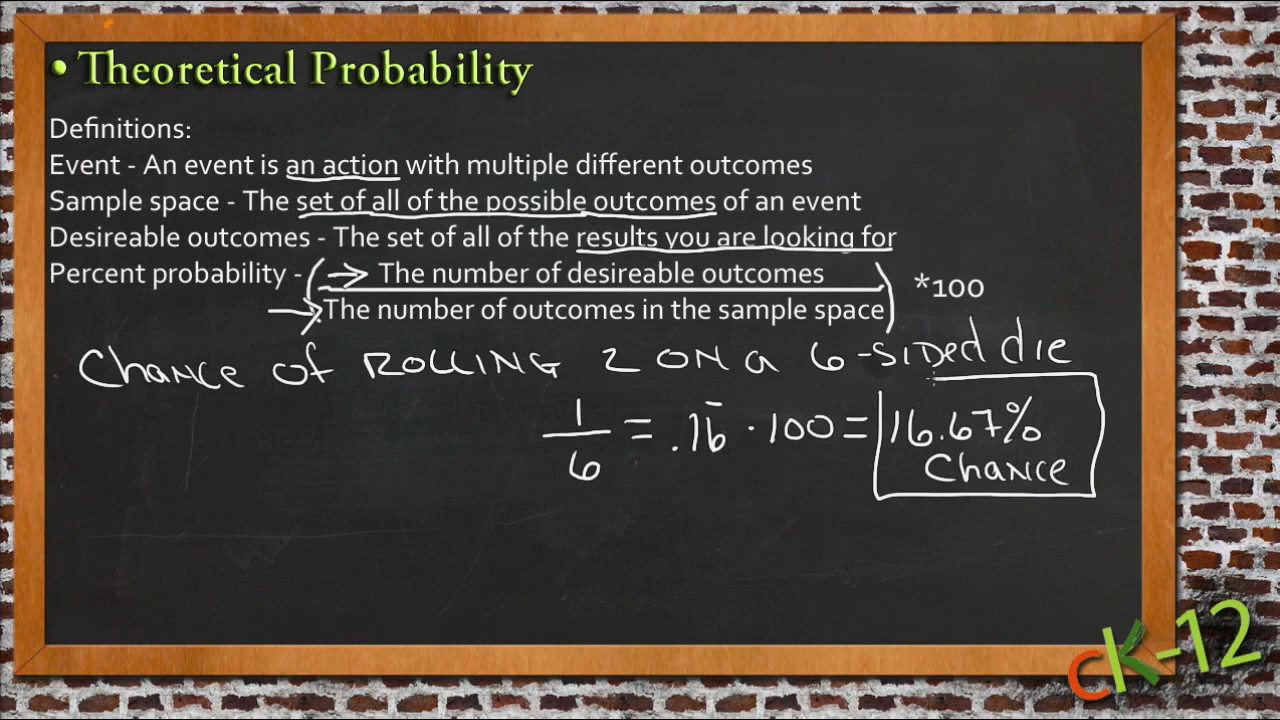 • Theoretical Probability
Definitions:
Event - An event is an action with multiple different outcomes
Sample space - The set of all of the possible outcomes of an event
Desireable outcomes - The set of all of the results you are looking for
Percent probability - ( → The number of desireable outcomes
→ The number of outcomes in the sample space ) *100
Chance of ROLLING 2 ON a 6-SIDed die
1/6 = .16̅ · 100 = 16.67%
Chance
CK-12